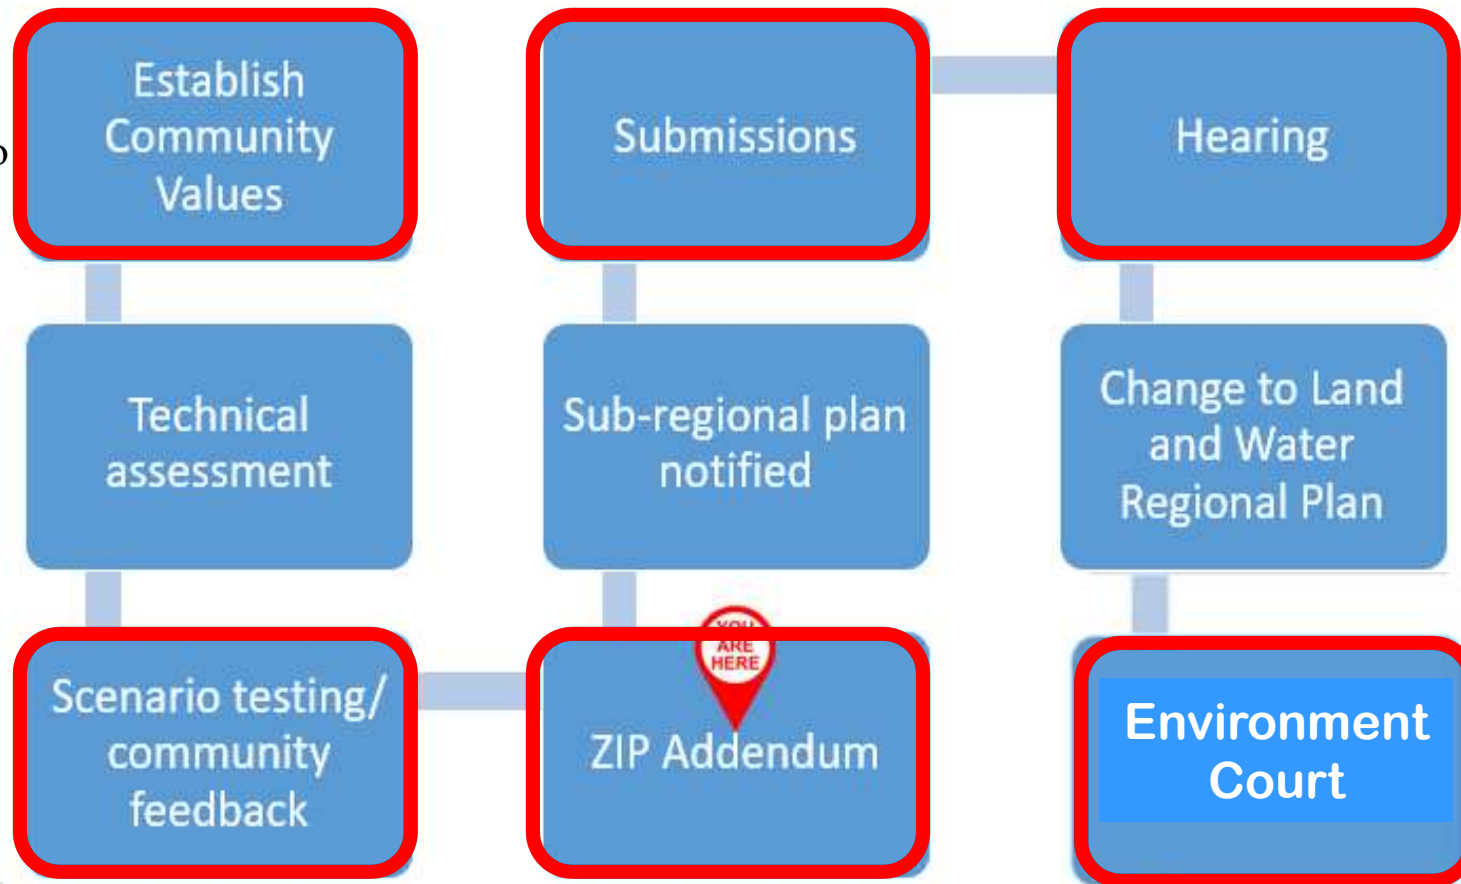 Establish
Community
Values
Technical
assessment
Scenario testing/
community
feedback
YOU
ARE
HERE
ZIP Addendum
Sub-regional plan
notified
Submissions
Hearing
Change to Land
and Water
Regional Plan
Environment
Court